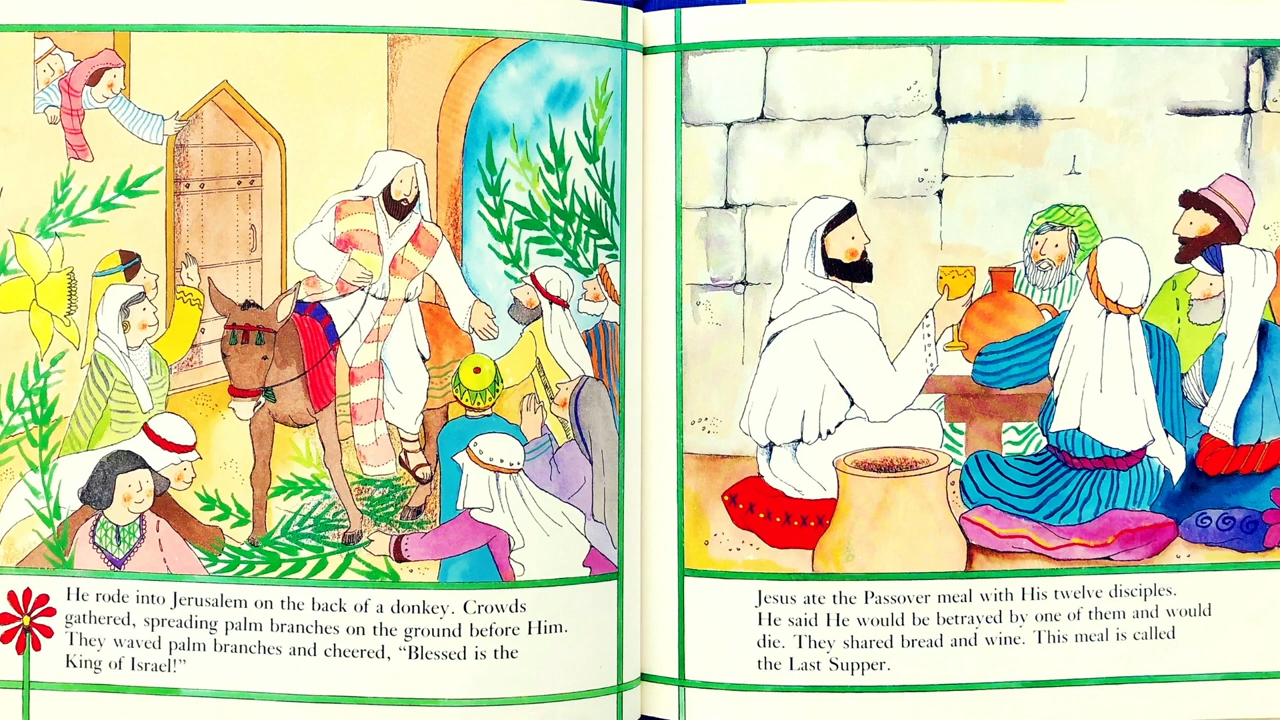 He rode into Jerusalem on the back of a donkey. Crowds
gathered, spreading palm branches on the ground before Him.
They waved palm branches and cheered, “Blessed is the
King of Israel!”
Jesus ate the Passover meal with His twelve disciples.
He said He would be betrayed by one of them and would
die. They shared bread and wine. This meal is called
the Last Supper.